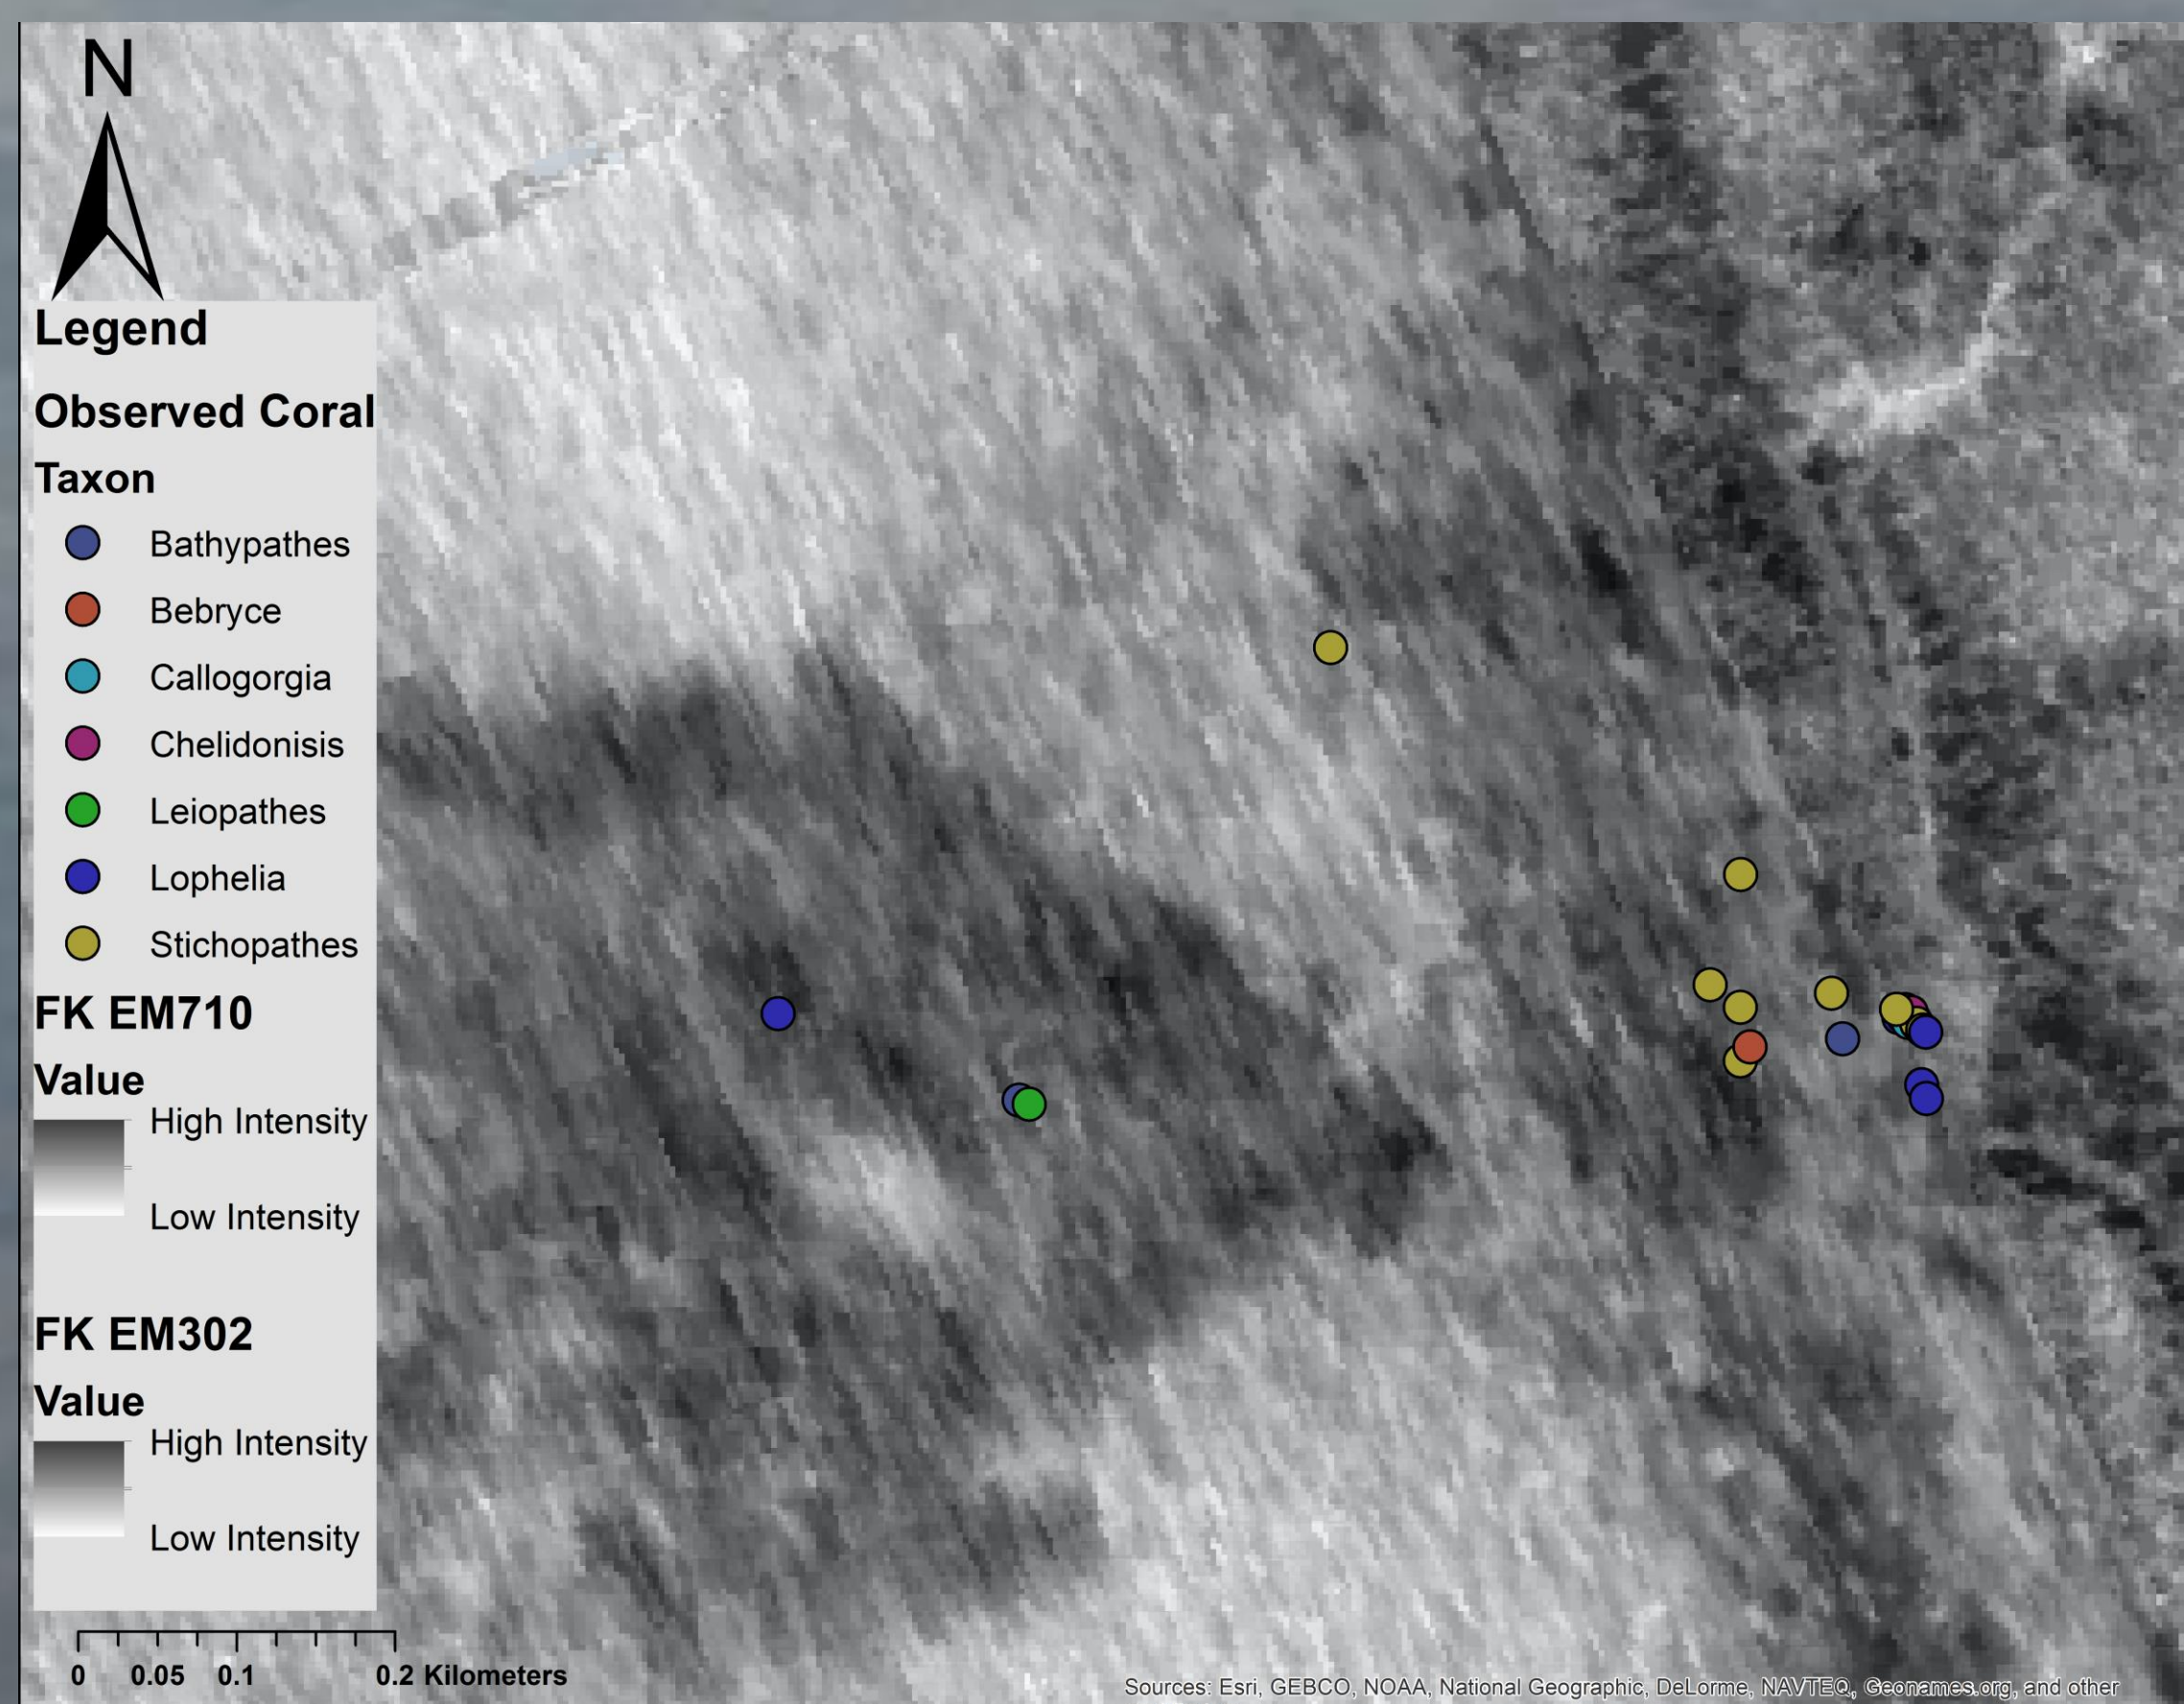 N
Legend
Observed Coral
Taxon
Bathypathes
Bebryce
Callogorgia
Chelidonisis
Leiopathes
Lophelia
Stichopathes
FK EM710
Value
High Intensity
Low Intensity
FK EM302
Value
High Intensity
Low Intensity
0 0.05 0.1 0.2 Kilometers
Sources: Esri, GEBCO, NOAA, National Geographic, DeLorme, NAVTEQ, Geonames.org, and other